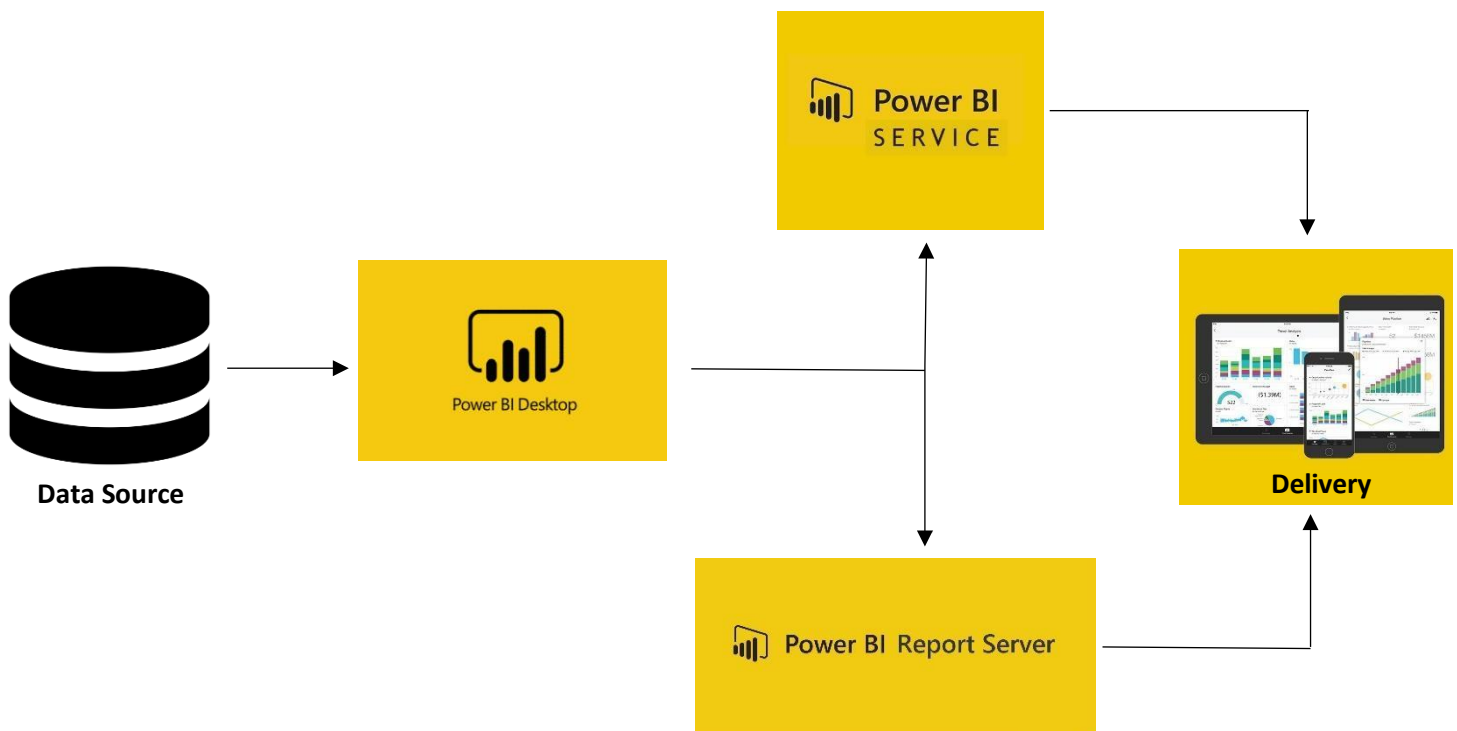 Power BI
SERVICE
Power BI Desktop
Data Source
Delivery
Power BI Report Server